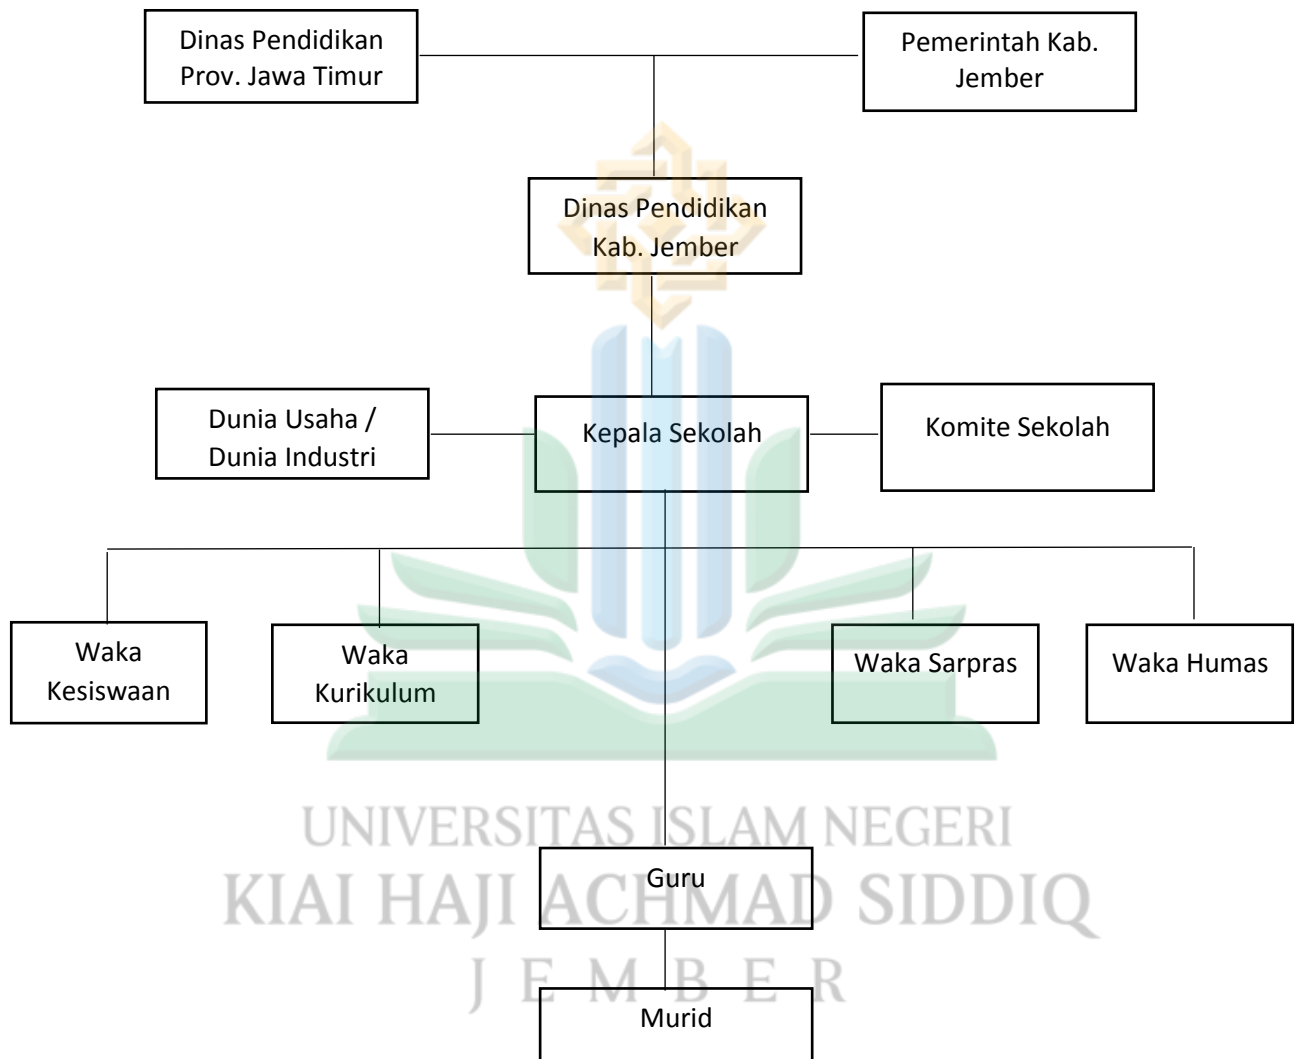 Dinas Pendidikan
Prov. Jawa Timur
Pemerintah Kab.
Jember
Dinas Pendidikan
Kab. Jember
Dunia Usaha /
Dunia Industri
Kepala Sekolah
Komite Sekolah
Waka
Kesiswaan
Waka
Kurikulum
Waka Sarpras
Waka Humas
UNIVERSITAS ISLAM NEGERI
Guru
KIAI HAJI ACHMAD SIDDIQ
JEMBER
Murid